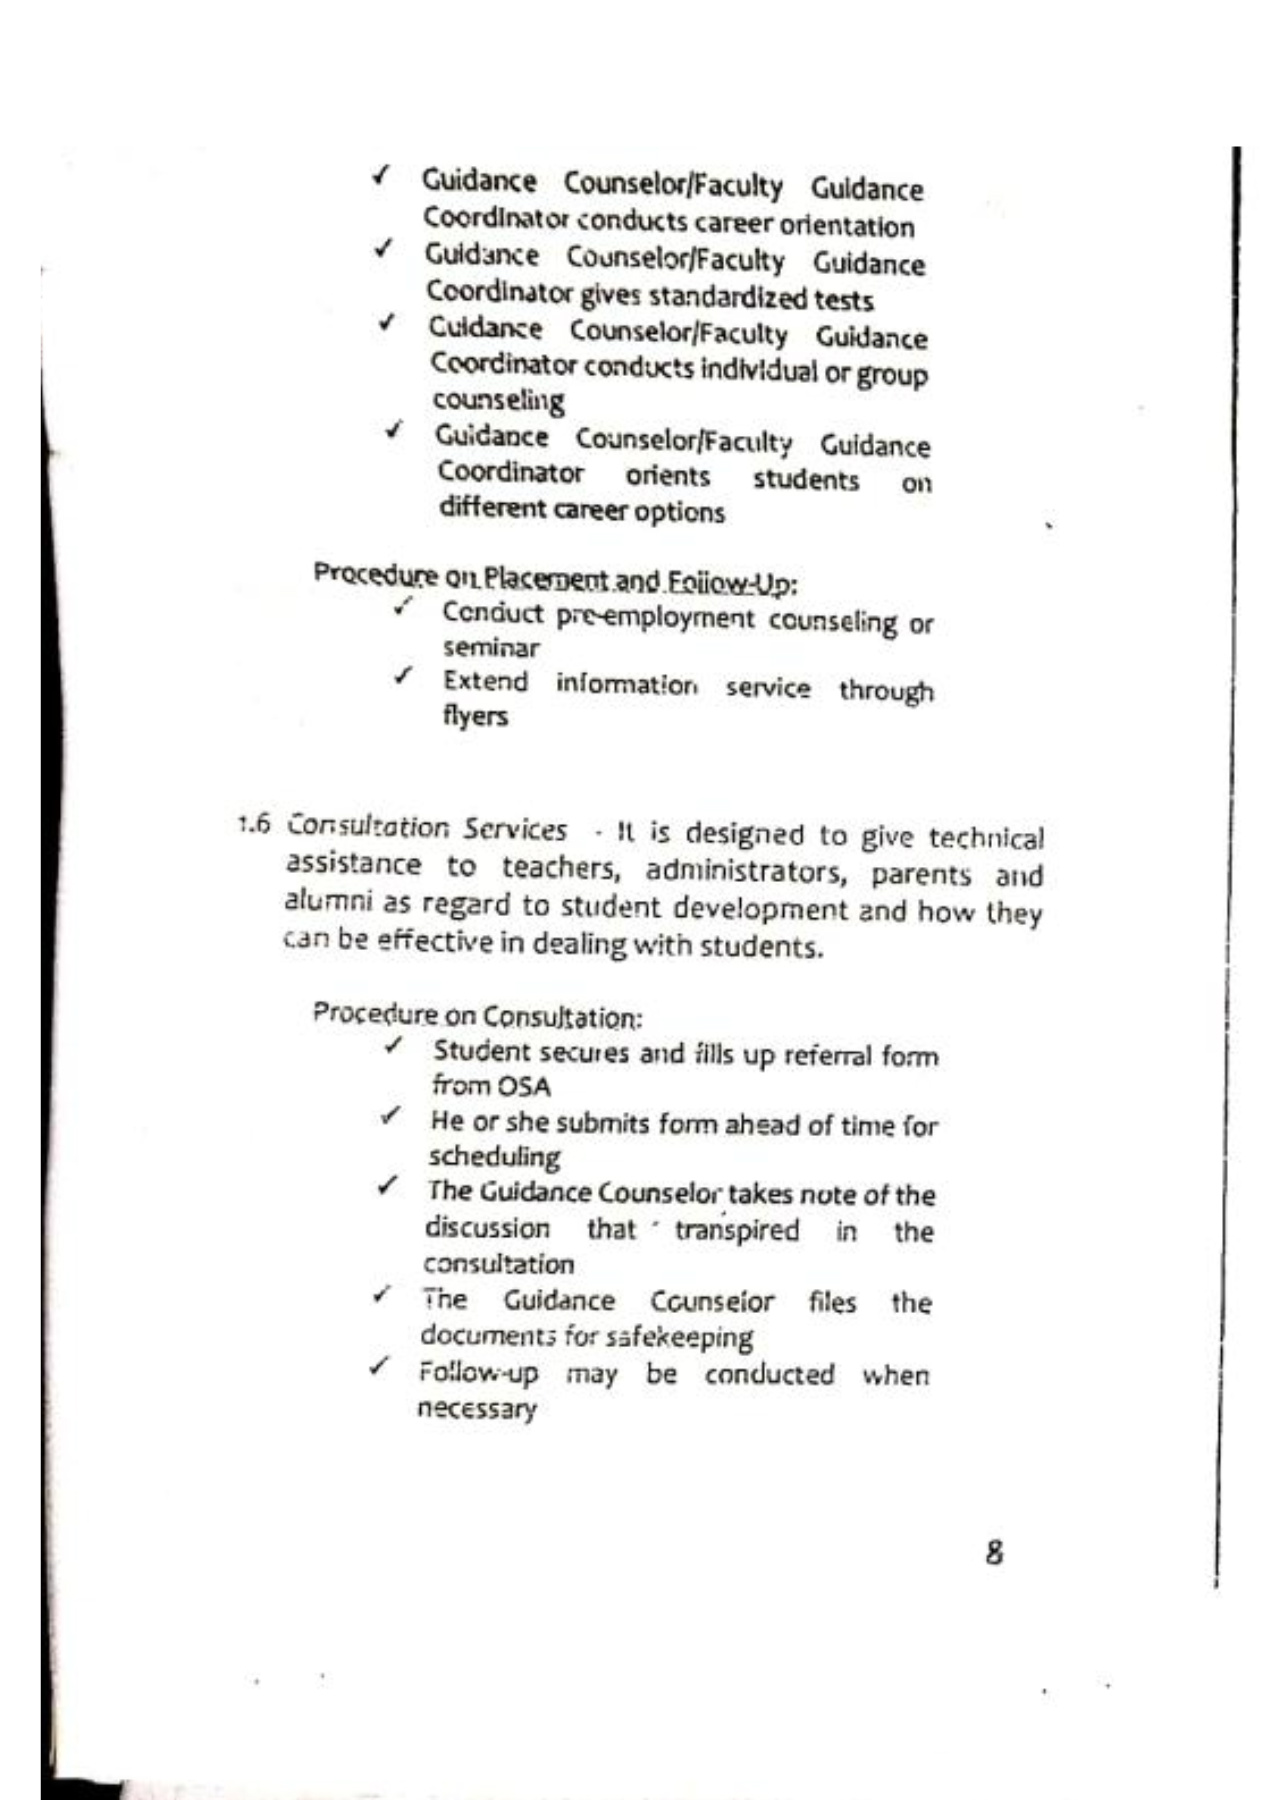 ✓ Guidance Counselor/Faculty Guidance
Coordinator conducts career orientation
✓ Guidance Counselor/Faculty Guidance
Coordinator gives standardized tests
✓ Guidance Counselor/Faculty Guidance
Coordinator conducts individual or group
counseling
✓ Guidance Counselor/Faculty Guidance
Coordinator orients students on
different career options
Procedure on Placement and Follow-Up:
✓ Conduct pre-employment counseling or
seminar
✓ Extend information service through
flyers
1.6 Consultation Services - It is designed to give technical
assistance to teachers, administrators, parents and
alumni as regard to student development and how they
can be effective in dealing with students.
Procedure on Consultation:
✓ Student secures and fills up referral form
from OSA
✓ He or she submits form ahead of time for
scheduling
✓ The Guidance Counselor takes note of the
discussion that transpired in the
consultation
✓ The Guidance Counselor files the
documents for safekeeping
✓ Follow-up may be conducted when
necessary
8